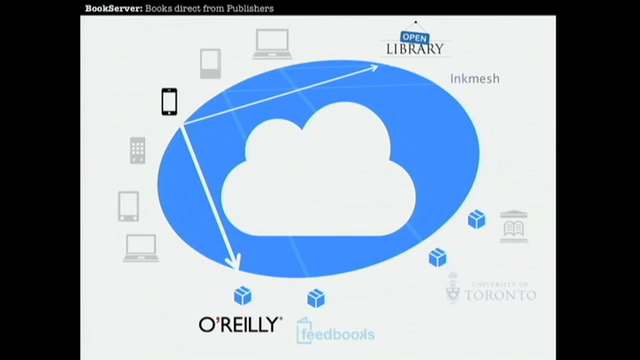 BookServer: Books direct from Publishers
OPEN
LIBRARY
Inkmesh
UNIVERSITY OF
TORONTO
O'REILLY®
feedbooks